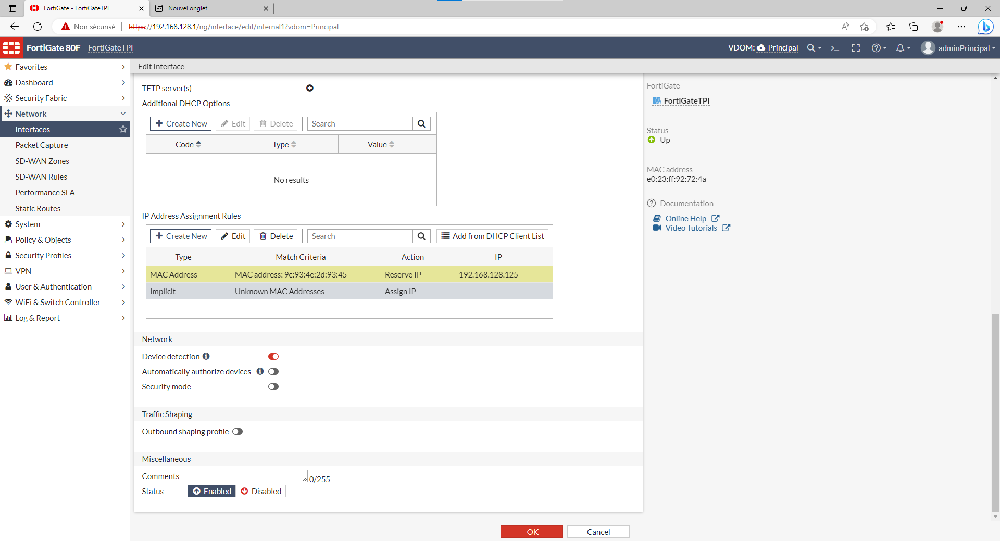 FortiGate - FortiGateTPI
Nouvel onglet
Non sécurisé
https://192.168.128.1/ng/interface/edit/internal1?vdom=Principal
FortiGate 80F FortiGateTPI
VDOM: Principal
adminPrincipal
Favorites
Dashboard
Security Fabric
Network
Interfaces
Packet Capture
SD-WAN Zones
SD-WAN Rules
Performance SLA
Static Routes
System
Policy & Objects
Security Profiles
VPN
User & Authentication
WiFi & Switch Controller
Log & Report
Edit Interface
TFTP server(s)
Additional DHCP Options
Create New Edit Delete Search
Code Type Value
No results
IP Address Assignment Rules
Create New Edit Delete Search Add from DHCP Client List
Type Match Criteria Action IP
MAC Address MAC address: 9c:93:4e:2d:93:45 Reserve IP 192.168.128.125
Implicit Unknown MAC Addresses Assign IP
Network
Device detection
Automatically authorize devices
Security mode
Traffic Shaping
Outbound shaping profile
Miscellaneous
Comments 0/255
Status Enabled Disabled
OK Cancel
FortiGate
FortiGateTPI
Status
Up
MAC address
e0:23:ff:92:72:4a
Documentation
Online Help
Video Tutorials